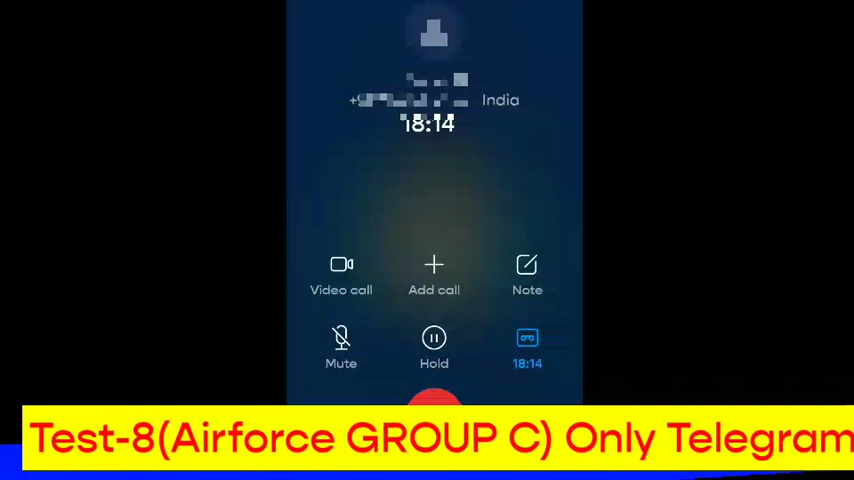 India
18:14
Video call
Add call
Note
Mute
Hold
18:14
Test-8(Airforce GROUP C) Only Telegram